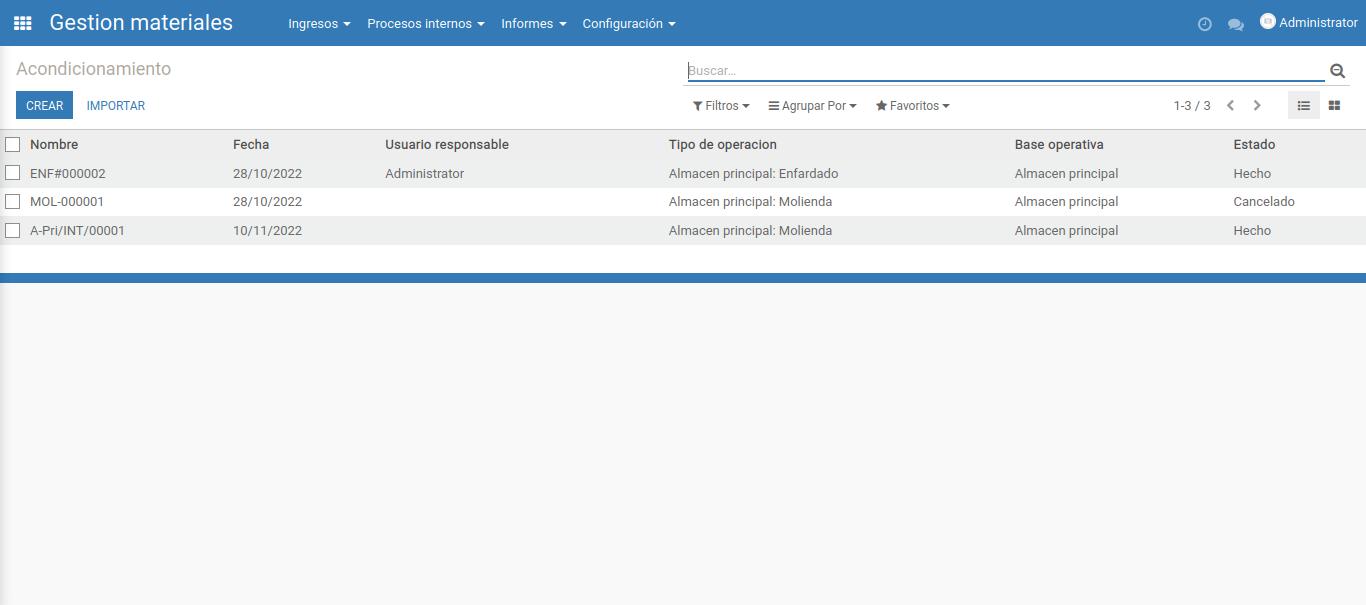 Gestion materiales Ingresos Procesos internos Informes Configuración Administrator
Acondicionamiento Buscar...
CREAR IMPORTAR Filtros Agrupar Por Favoritos 1-3 / 3
Nombre Fecha Usuario responsable Tipo de operacion Base operativa Estado
ENF#000002 28/10/2022 Administrator Almacen principal: Enfardado Almacen principal Hecho
MOL-000001 28/10/2022 Almacen principal: Molienda Almacen principal Cancelado
A-Pri/INT/00001 10/11/2022 Almacen principal: Molienda Almacen principal Hecho